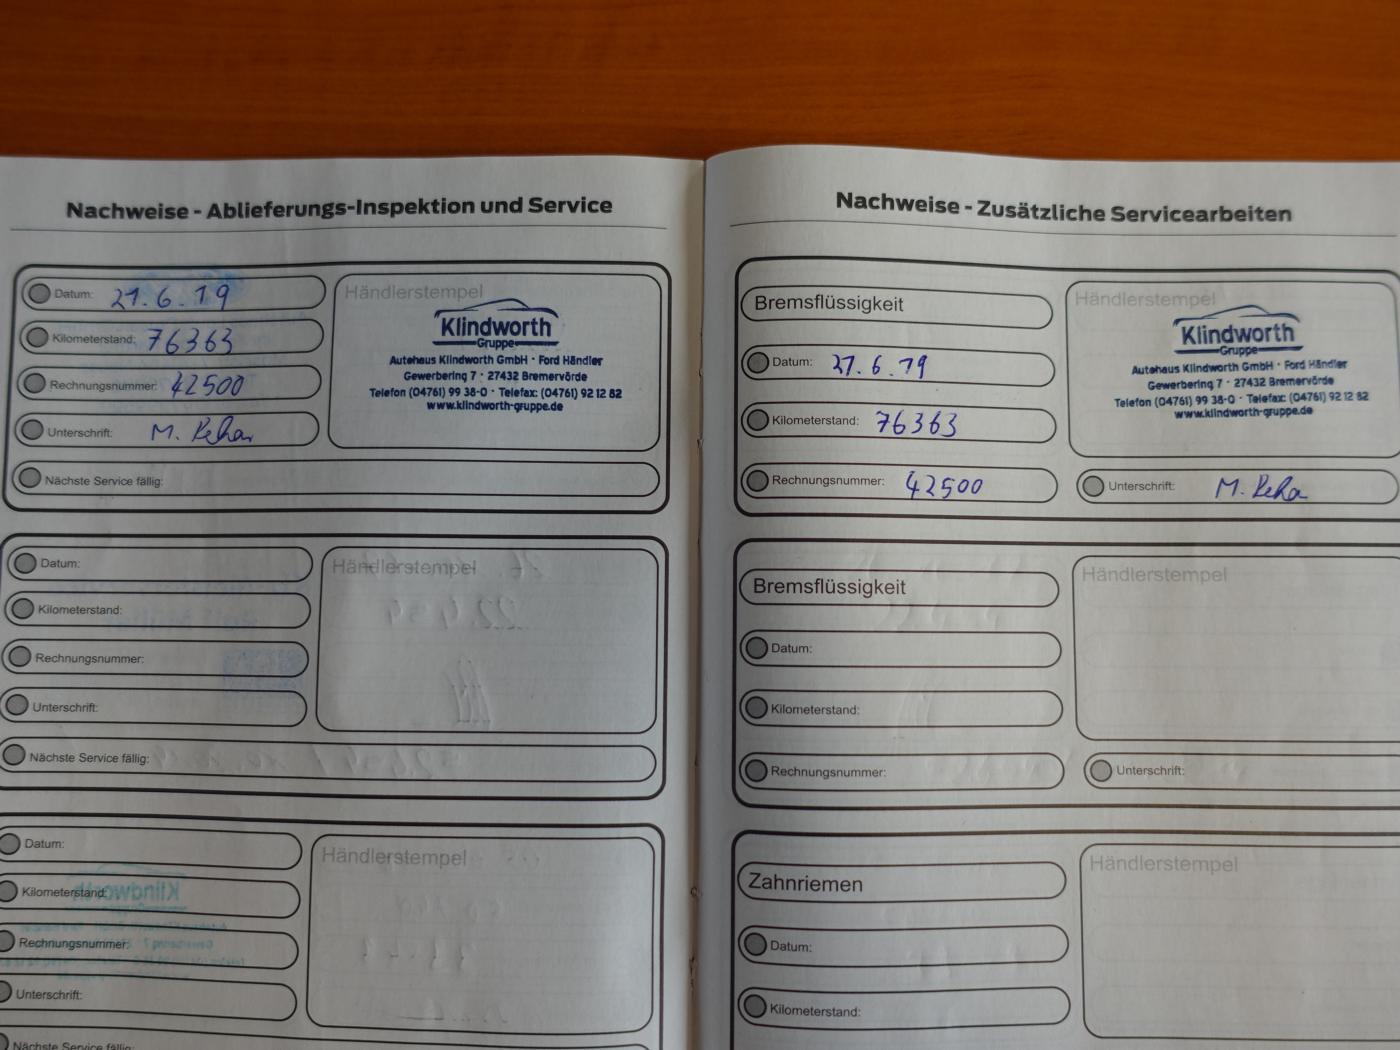 Nachweise - Ablieferungs-Inspektion und Service
Datum: 21.6.19
Kilometerstand: 76363
Rechnungsnummer: 42500
Unterschrift: M.
Nächste Service fällig:
Händlerstempel
Klindworth
Gruppe
Autohaus Klindworth GmbH · Ford Händler
Gewerbering 7 · 27432 Bremervörde
Telefon (04761) 99 38-0 · Telefax: (04761) 92 12 82
www.klindworth-gruppe.de
Datum:
Kilometerstand:
Rechnungsnummer:
Unterschrift:
Nächste Service fällig:
Händlerstempel
Datum:
Kilometerstand:
Rechnungsnummer:
Unterschrift:
Nächste Service fällig:
Händlerstempel
Nachweise - Zusätzliche Servicearbeiten
Bremsflüssigkeit
Datum: 21.6.19
Kilometerstand: 76363
Rechnungsnummer: 42500
Händlerstempel
Klindworth
Gruppe
Autohaus Klindworth GmbH · Ford Händler
Gewerbering 7 · 27432 Bremervörde
Telefon (04761) 99 38-0 · Telefax: (04761) 92 12 82
www.klindworth-gruppe.de
Unterschrift: M.
Bremsflüssigkeit
Datum:
Kilometerstand:
Rechnungsnummer:
Händlerstempel
Unterschrift:
Zahnriemen
Datum:
Kilometerstand:
Händlerstempel